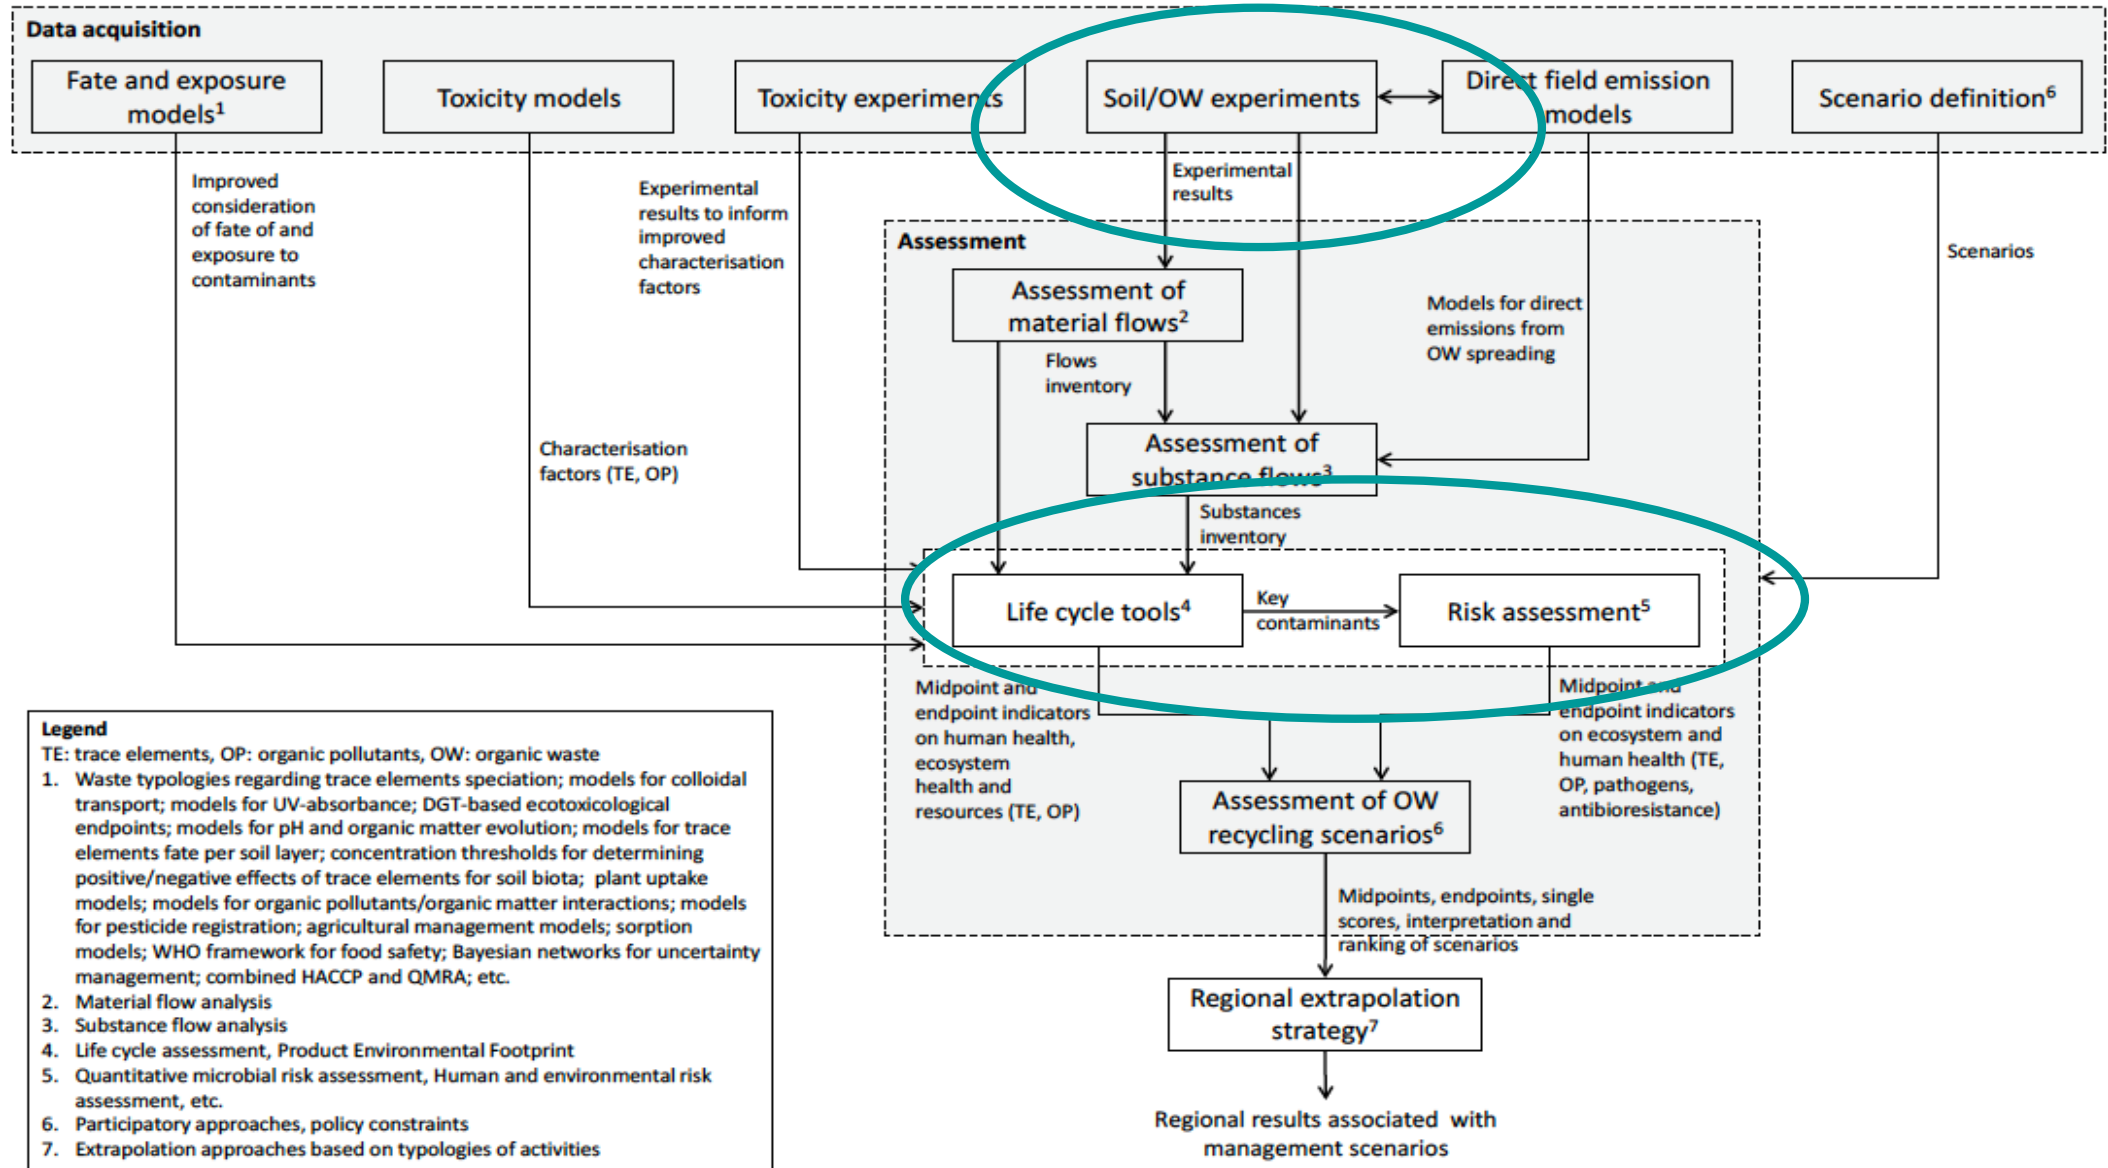 Data acquisition
Fate and exposure
models¹
Toxicity models
Toxicity experiments
Soil/OW experiments
Direct field emission
models
Scenario definition⁶
Improved
consideration
of fate of and
exposure to
contaminants
Experimental
results to inform
improved
characterisation
factors
Experimental
results
Scenarios
Assessment
Assessment of
material flows²
Models for direct
emissions from
OW spreading
Flows
inventory
Characterisation
factors (TE, OP)
Assessment of
substance flows³
Substances
inventory
Life cycle tools⁴
Key
contaminants
Risk assessment⁵
Midpoint and
endpoint indicators
on human health,
ecosystem
health and
resources (TE, OP)
Midpoint and
endpoint indicators
on ecosystem and
human health (TE,
OP, pathogens,
antibioresistance)
Assessment of OW
recycling scenarios⁶
Midpoints, endpoints, single
scores, interpretation and
ranking of scenarios
Regional extrapolation
strategy⁷
Regional results associated with
management scenarios
Legend
TE: trace elements, OP: organic pollutants, OW: organic waste
1. Waste typologies regarding trace elements speciation; models for colloidal
transport; models for UV-absorbance; DGT-based ecotoxicological
endpoints; models for pH and organic matter evolution; models for trace
elements fate per soil layer; concentration thresholds for determining
positive/negative effects of trace elements for soil biota; plant uptake
models; models for organic pollutants/organic matter interactions; models
for pesticide registration; agricultural management models; sorption
models; WHO framework for food safety; Bayesian networks for uncertainty
management; combined HACCP and QMRA; etc.
2. Material flow analysis
3. Substance flow analysis
4. Life cycle assessment, Product Environmental Footprint
5. Quantitative microbial risk assessment, Human and environmental risk
assessment, etc.
6. Participatory approaches, policy constraints
7. Extrapolation approaches based on typologies of activities